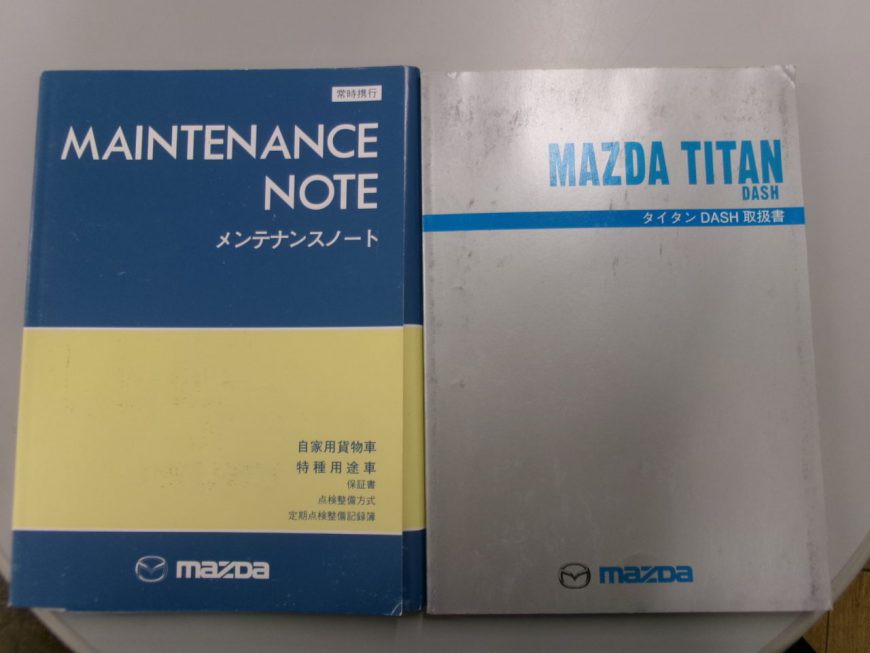 常時携行
MAINTENANCE
NOTE
メンテナンスノート
自家用貨物車
特種用途車
保証書
点検整備方式
定期点検整備記録簿
mazda
MAZDA TITAN
DASH
タイタン DASH 取扱書
mazda